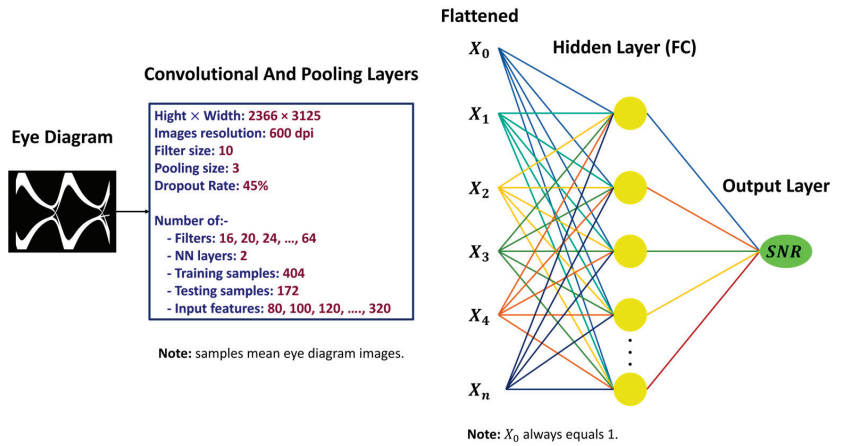 Flattened
X₀
Hidden Layer (FC)
Convolutional And Pooling Layers
Hight × Width: 2366 × 3125
Images resolution: 600 dpi
Filter size: 10
Pooling size: 3
Dropout Rate: 45%
Number of:-
- Filters: 16, 20, 24, ..., 64
- NN layers: 2
- Training samples: 404
- Testing samples: 172
- Input features: 80, 100, 120, ...., 320
Eye Diagram
Note: samples mean eye diagram images.
X₁
X₂
X₃
X₄
Xₙ
Output Layer
SNR
Note: X₀ always equals 1.